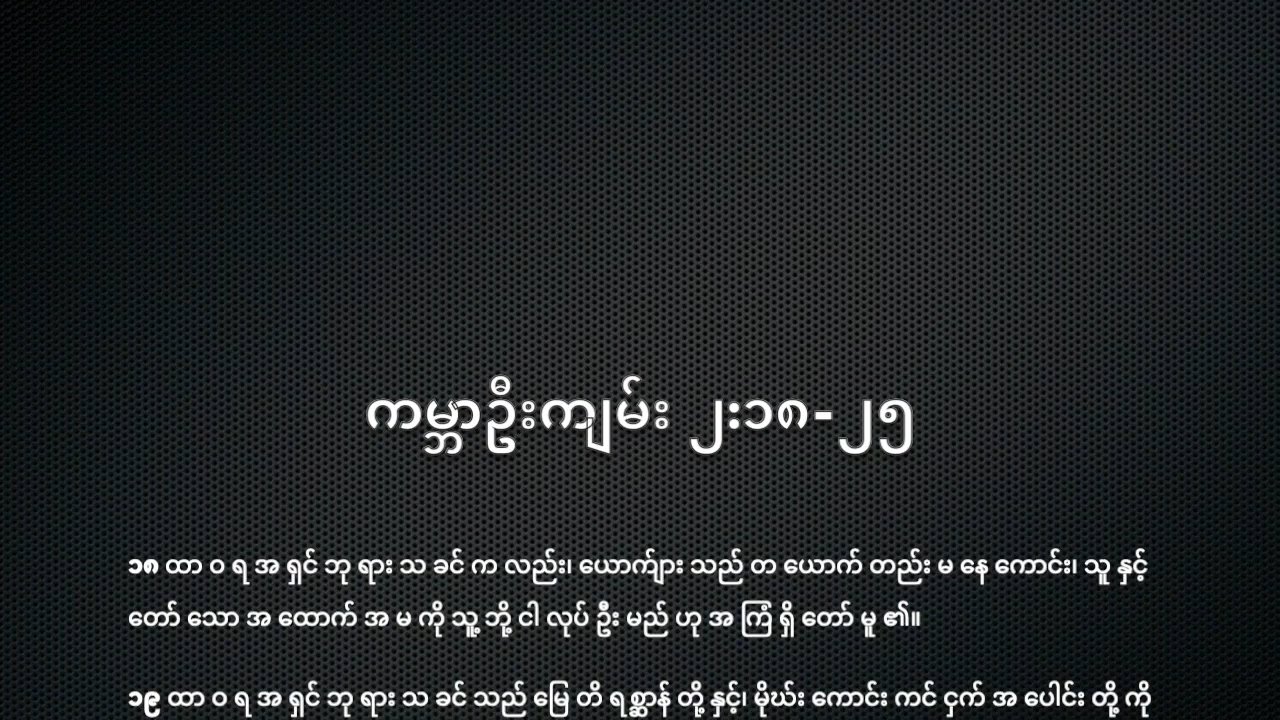 ကမ္ဘာဦးကျမ်း ၂း၁၈-၂၅
၁၈ ထာ ဝ ရ အ ရှင် ဘု ရား သ ခင် က လည်း၊ ယောက်ျား သည် တ ယောက် တည်း မ နေ ကောင်း၊ သူ နှင့်
တော် သော အ ထောက် အ မ ကို သူ့ ဘို့ ငါ လုပ် ဦး မည် ဟု အ ကြံ ရှိ တော် မူ ၏။
၁၉ ထာ ဝ ရ အ ရှင် ဘု ရား သ ခင် သည် မြေ တိ ရစ္ဆာန် တို့ နှင့်၊ မိုဃ်း ကောင်း ကင် ငှက် အ ပေါင်း တို့ ကို